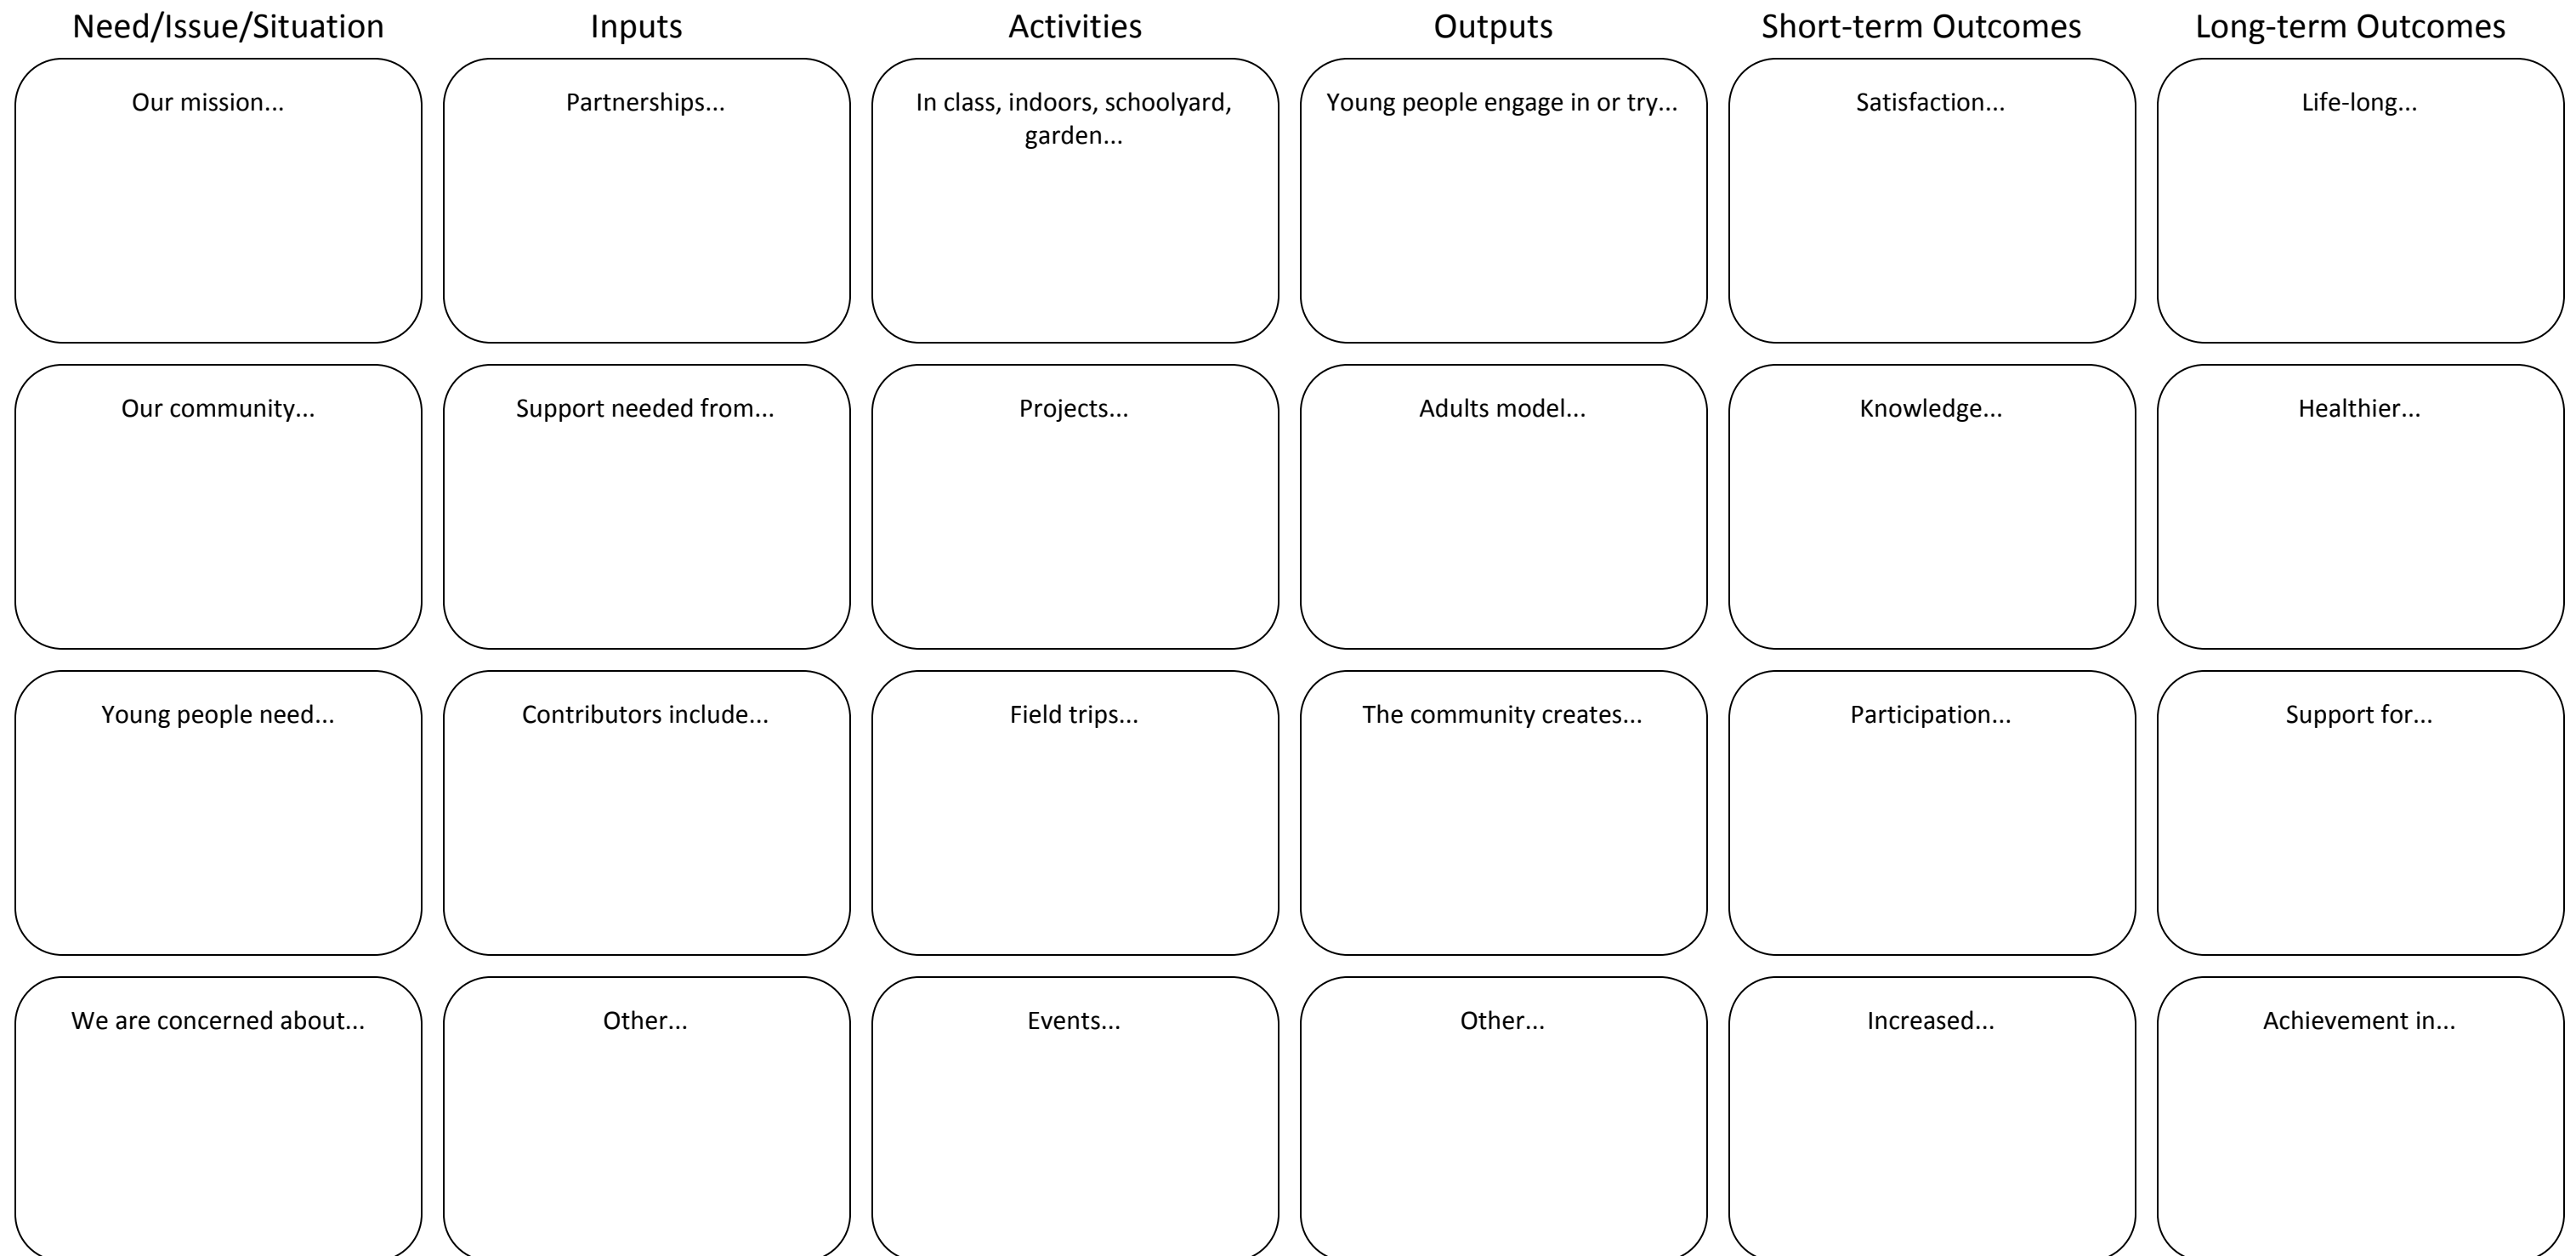 Need/Issue/Situation
Inputs
Activities
Outputs
Short-term Outcomes
Long-term Outcomes
Our mission...
Partnerships...
In class, indoors, schoolyard,
garden...
Young people engage in or try...
Satisfaction...
Life-long...
Our community...
Support needed from...
Projects...
Adults model...
Knowledge...
Healthier...
Young people need...
Contributors include...
Field trips...
The community creates...
Participation...
Support for...
We are concerned about...
Other...
Events...
Other...
Increased...
Achievement in...